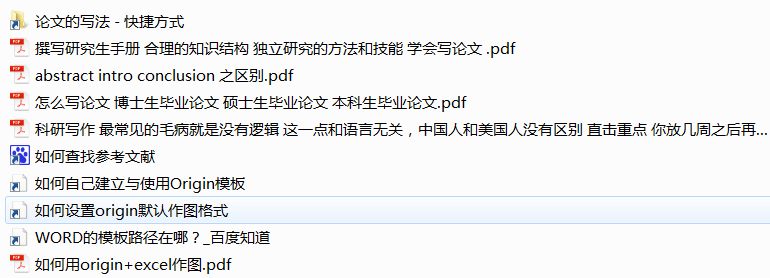 论文的写法 - 快捷方式
撰写研究生手册 合理的知识结构 独立研究的方法和技能 学会写论文 .pdf
abstract intro conclusion 之区别.pdf
怎么写论文 博士生毕业论文 硕士生毕业论文 本科生毕业论文.pdf
科研写作 最常见的毛病就是没有逻辑 这一点和语言无关，中国人和美国人没有区别 直击重点 你放几周之后再...
如何查找参考文献
如何自己建立与使用Origin模板
如何设置origin默认作图格式
WORD的模板路径在哪？_百度知道
如何用origin+excel作图.pdf